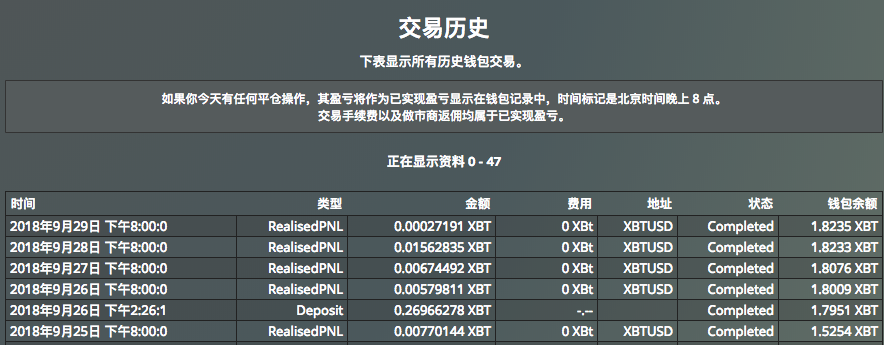 交易历史
下表显示所有历史钱包交易。
如果你今天有任何平仓操作，其盈亏将作为已实现盈亏显示在钱包记录中，时间标记是北京时间晚上 8 点。
交易手续费以及做市商返佣均属于已实现盈亏。
正在显示资料 0 - 47
时间 类型 金额 费用 地址 状态 钱包余额
2018年9月29日 下午8:00:0 RealisedPNL 0.00027191 XBT 0 XBt XBTUSD Completed 1.8235 XBT
2018年9月28日 下午8:00:0 RealisedPNL 0.01562835 XBT 0 XBt XBTUSD Completed 1.8233 XBT
2018年9月27日 下午8:00:0 RealisedPNL 0.00674492 XBT 0 XBt XBTUSD Completed 1.8076 XBT
2018年9月26日 下午8:00:0 RealisedPNL 0.00579811 XBT 0 XBt XBTUSD Completed 1.8009 XBT
2018年9月26日 下午2:26:1 Deposit 0.26966278 XBT -.-- Completed 1.7951 XBT
2018年9月25日 下午8:00:0 RealisedPNL 0.00770144 XBT 0 XBt XBTUSD Completed 1.5254 XBT